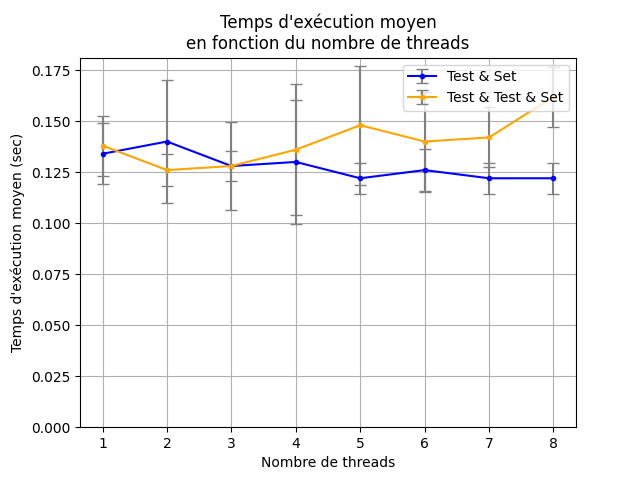 Temps d'exécution moyen
en fonction du nombre de threads
Test & Set
Test & Test & Set
Temps d'exécution moyen (sec)
0.175
0.150
0.125
0.100
0.075
0.050
0.025
0.000
1 2 3 4 5 6 7 8
Nombre de threads